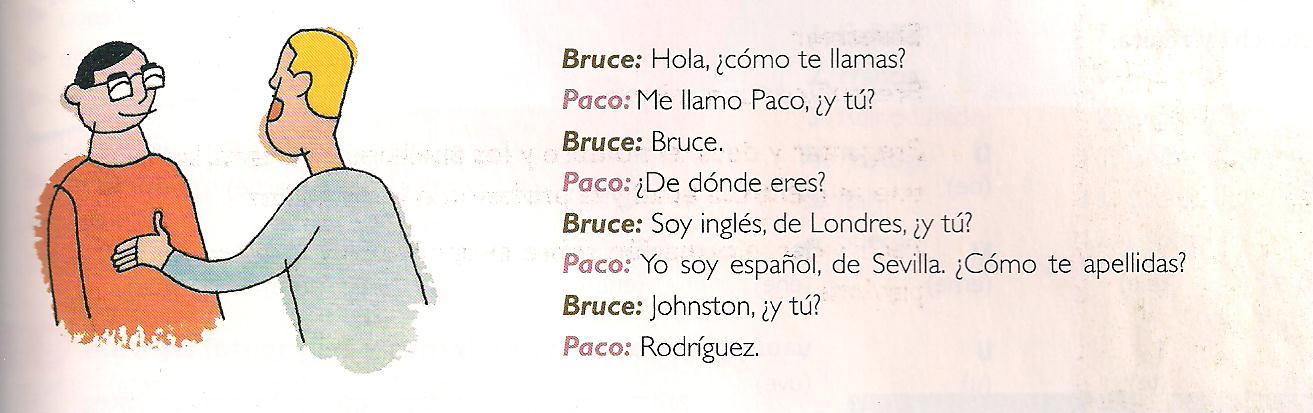 Bruce: Hola, ¿cómo te llamas?
Paco: Me llamo Paco, ¿y tú?
Bruce: Bruce.
Paco: ¿De dónde eres?
Bruce: Soy inglés, de Londres, ¿y tú?
Paco: Yo soy español, de Sevilla. ¿Cómo te apellidas?
Bruce: Johnston, ¿y tú?
Paco: Rodríguez.